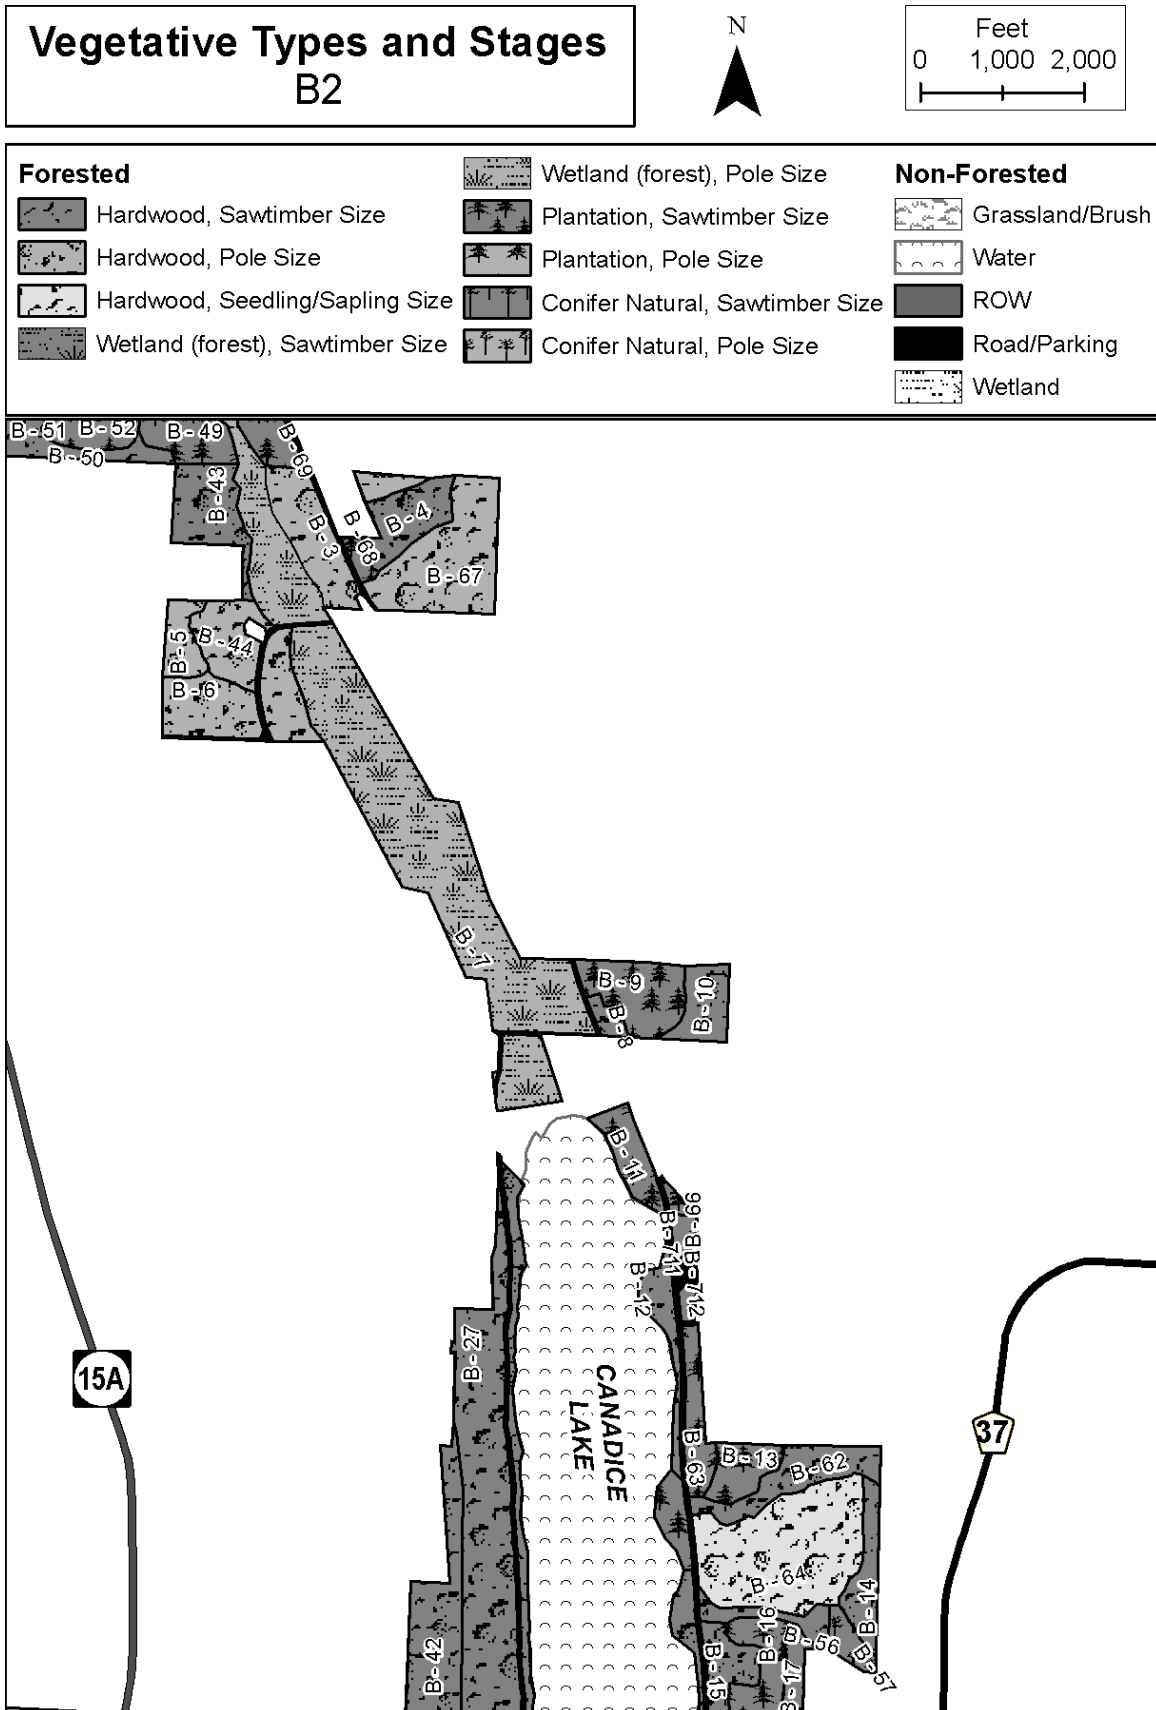 Vegetative Types and Stages
B2
N
Feet
0 1,000 2,000
Forested
Hardwood, Sawtimber Size
Hardwood, Pole Size
Hardwood, Seedling/Sapling Size
Wetland (forest), Sawtimber Size
Wetland (forest), Pole Size
Plantation, Sawtimber Size
Plantation, Pole Size
Conifer Natural, Sawtimber Size
Conifer Natural, Pole Size
Non-Forested
Grassland/Brush
Water
ROW
Road/Parking
Wetland
B - 51
B - 52
B - 49
B - 50
B - 69
B - 43
B - 3
B - 68
B - 4
B - 67
B - 5
B - 44
B - 6
B - 7
B - 9
B - 8
B - 10
B - 11
B - 711
B - 712
B - 12
B - 27
15A
CANADICE
LAKE
37
B - 63
B - 13
B - 62
B - 64
B - 14
B - 16
B - 56
B - 57
B - 15
B - 17
B - 42